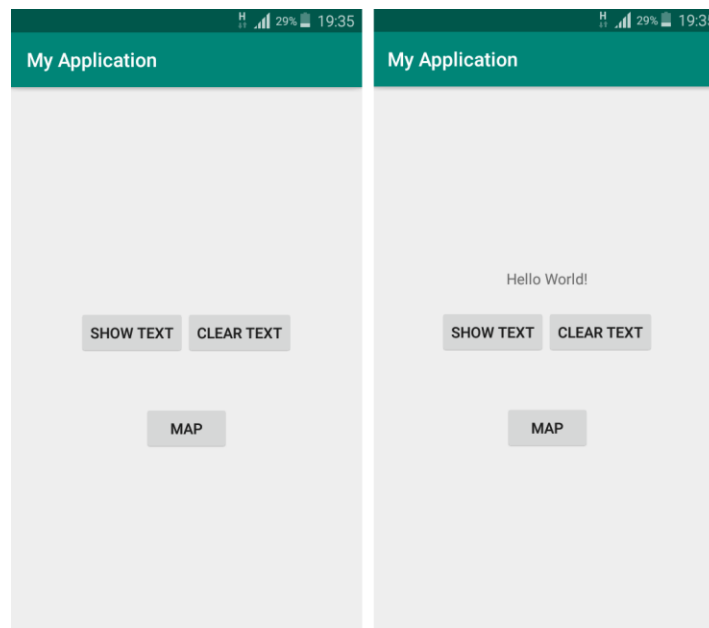 H 29% 19:35
My Application
SHOW TEXT CLEAR TEXT
MAP
H 29% 19:35
My Application
Hello World!
SHOW TEXT CLEAR TEXT
MAP